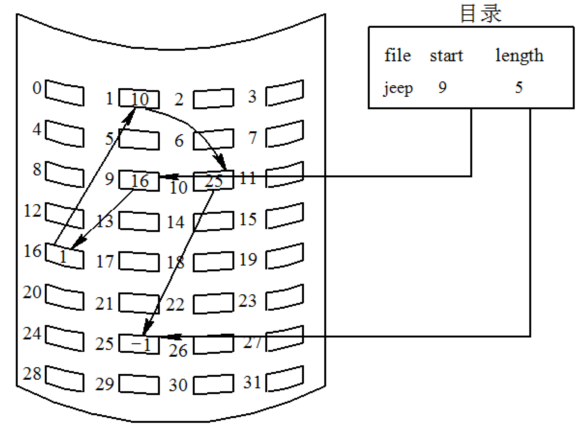 目录
file start length
jeep 9 5
0 1 10 2 3
4 5 6 7
8 9 16 10 25 11
12 13 14 15
16 1 17 18 19
20 21 22 23
24 25 −1 26 27
28 29 30 31